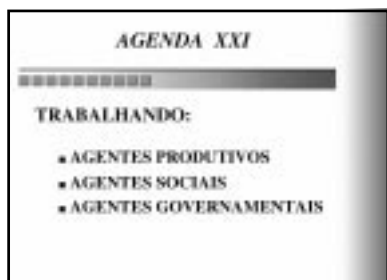 AGENDA XXI
TRABALHANDO:
▪ AGENTES PRODUTIVOS
▪ AGENTES SOCIAIS
▪ AGENTES GOVERNAMENTAIS